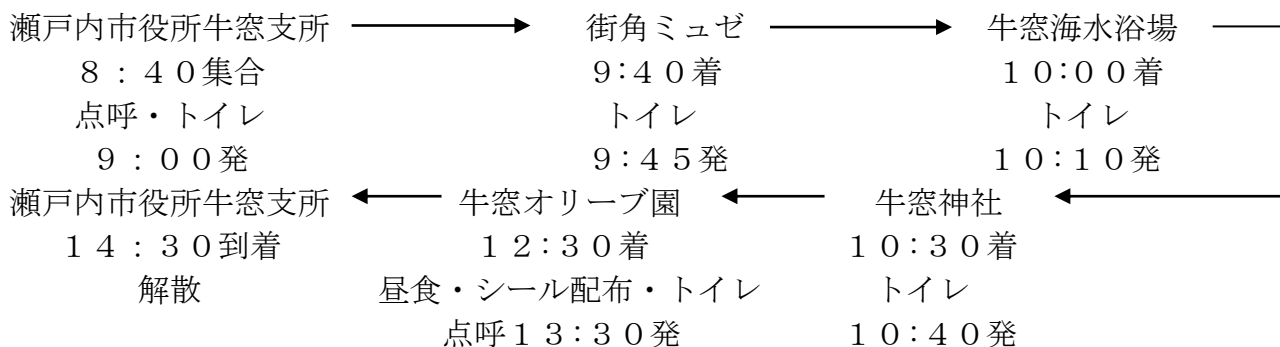 瀬戸内市役所牛窓支所 街角ミュゼ 牛窓海水浴場
８：４０集合 9:４０着 １０:００着
点呼・トイレ トイレ トイレ
９：００発 9:４５発 １０:１０発
瀬戸内市役所牛窓支所 牛窓オリーブ園 牛窓神社
１４：３０到着 １２:３０着 １０:３０着
解散 昼食・シール配布・トイレ トイレ
点呼１３:３０発 １０:４０発